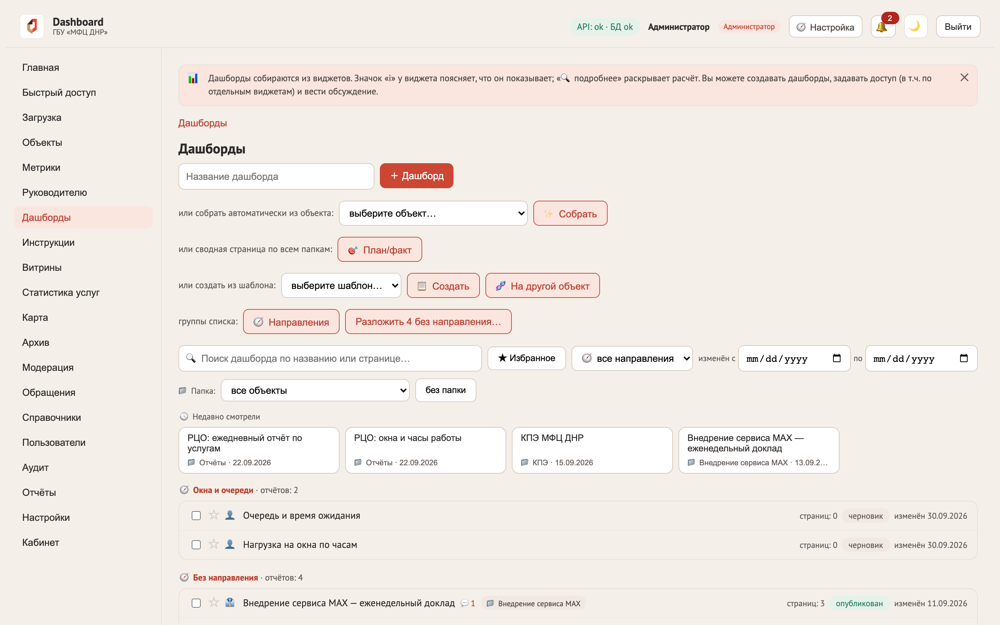 Dashboard
ГБУ «МФЦ ДНР»
API: ok · БД ok
Администратор
Администратор
Настройка
2
Выйти
Главная
Быстрый доступ
Загрузка
Объекты
Метрики
Руководителю
Дашборды
Инструкции
Витрины
Статистика услуг
Карта
Архив
Модерация
Обращения
Справочники
Пользователи
Аудит
Отчёты
Настройки
Кабинет
Дашборды собираются из виджетов. Значок «i» у виджета поясняет, что он показывает; «🔍 подробнее» раскрывает расчёт. Вы можете создавать дашборды, задавать доступ (в т.ч. по
отдельным виджетам) и вести обсуждение.
Дашборды
Дашборды
Название дашборда
+ Дашборд
или собрать автоматически из объекта:
выберите объект…
✨ Собрать
или сводная страница по всем папкам:
🎯 План/факт
или создать из шаблона:
выберите шаблон…
📋 Создать
🧬 На другой объект
группы списка:
🧭 Направления
Разложить 4 без направления…
🔍 Поиск дашборда по названию или странице…
★ Избранное
🧭 все направления
изменён с
mm/dd/yyyy
по
mm/dd/yyyy
📁 Папка:
все объекты
без папки
🕓 Недавно смотрели
РЦО: ежедневный отчёт по
услугам
📁 Отчёты · 22.09.2026
РЦО: окна и часы работы
📁 Отчёты · 22.09.2026
КПЭ МФЦ ДНР
📁 КПЭ · 15.09.2026
Внедрение сервиса MAX —
еженедельный доклад
📁 Внедрение сервиса MAX · 13.09.2…
🧭 Окна и очереди · отчётов: 2
Очередь и время ожидания
страниц: 0 черновик изменён 30.09.2026
Нагрузка на окна по часам
страниц: 0 черновик изменён 30.09.2026
🧭 Без направления · отчётов: 4
Внедрение сервиса MAX — еженедельный доклад 💬 1 📁 Внедрение сервиса MAX
страниц: 3 опубликован изменён 11.09.2026